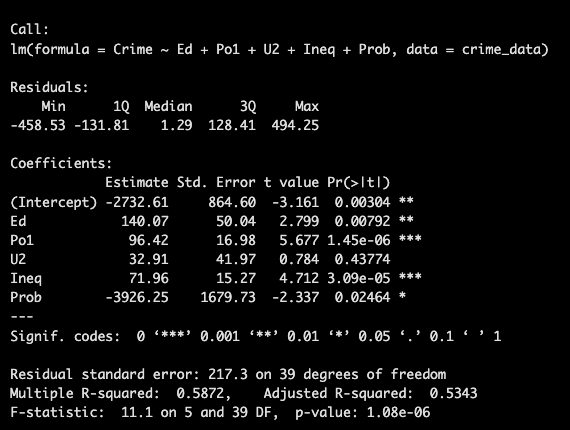 Call:
lm(formula = Crime ~ Ed + Po1 + U2 + Ineq + Prob, data = crime_data)
Residuals:
Min 1Q Median 3Q Max
-458.53 -131.81 1.29 128.41 494.25
Coefficients:
Estimate Std. Error t value Pr(>|t|)
(Intercept) -2732.61 864.60 -3.161 0.00304 **
Ed 140.07 50.04 2.799 0.00792 **
Po1 96.42 16.98 5.677 1.45e-06 ***
U2 32.91 41.97 0.784 0.43774
Ineq 71.96 15.27 4.712 3.09e-05 ***
Prob -3926.25 1679.73 -2.337 0.02464 *
---
Signif. codes: 0 ‘***’ 0.001 ‘**’ 0.01 ‘*’ 0.05 ‘.’ 0.1 ‘ ’ 1
Residual standard error: 217.3 on 39 degrees of freedom
Multiple R-squared: 0.5872, Adjusted R-squared: 0.5343
F-statistic: 11.1 on 5 and 39 DF, p-value: 1.08e-06